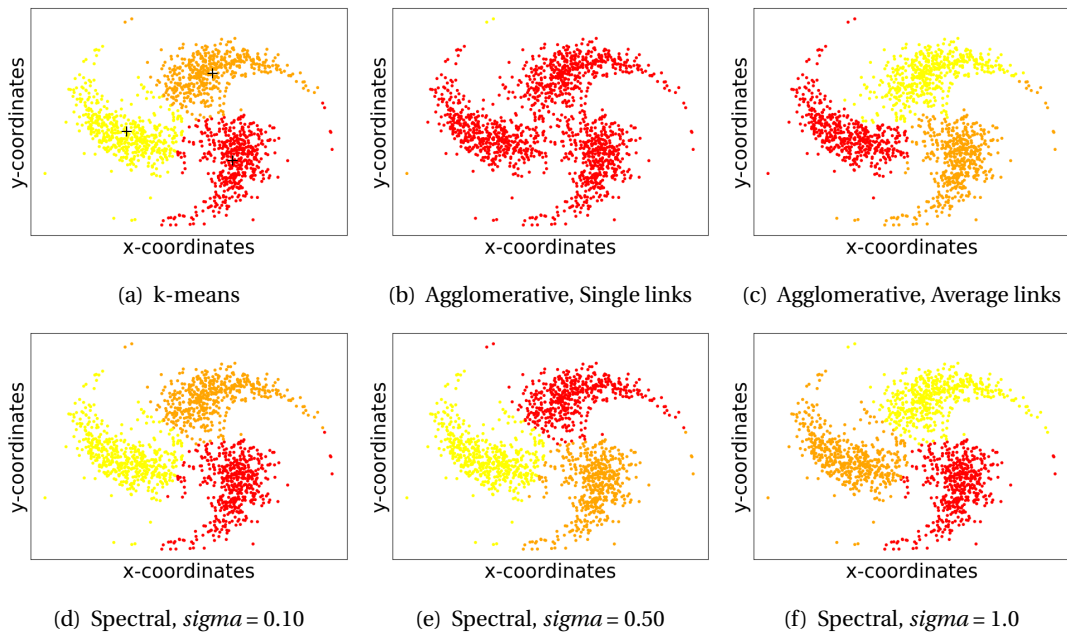 y-coordinates
x-coordinates
(a) k-means
y-coordinates
x-coordinates
(b) Agglomerative, Single links
y-coordinates
x-coordinates
(c) Agglomerative, Average links
y-coordinates
x-coordinates
(d) Spectral, sigma = 0.10
y-coordinates
x-coordinates
(e) Spectral, sigma = 0.50
y-coordinates
x-coordinates
(f) Spectral, sigma = 1.0